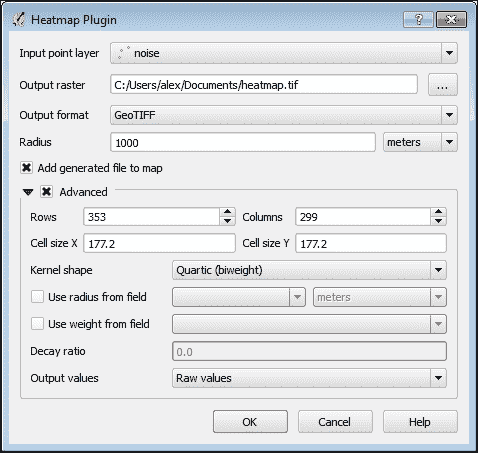 Heatmap Plugin
Input point layer noise
Output raster C:/Users/alex/Documents/heatmap.tif ...
Output format GeoTIFF
Radius 1000 meters
Add generated file to map
Advanced
Rows 353 Columns 299
Cell size X 177.2 Cell size Y 177.2
Kernel shape Quartic (biweight)
Use radius from field meters
Use weight from field
Decay ratio 0.0
Output values Raw values
OK Cancel Help